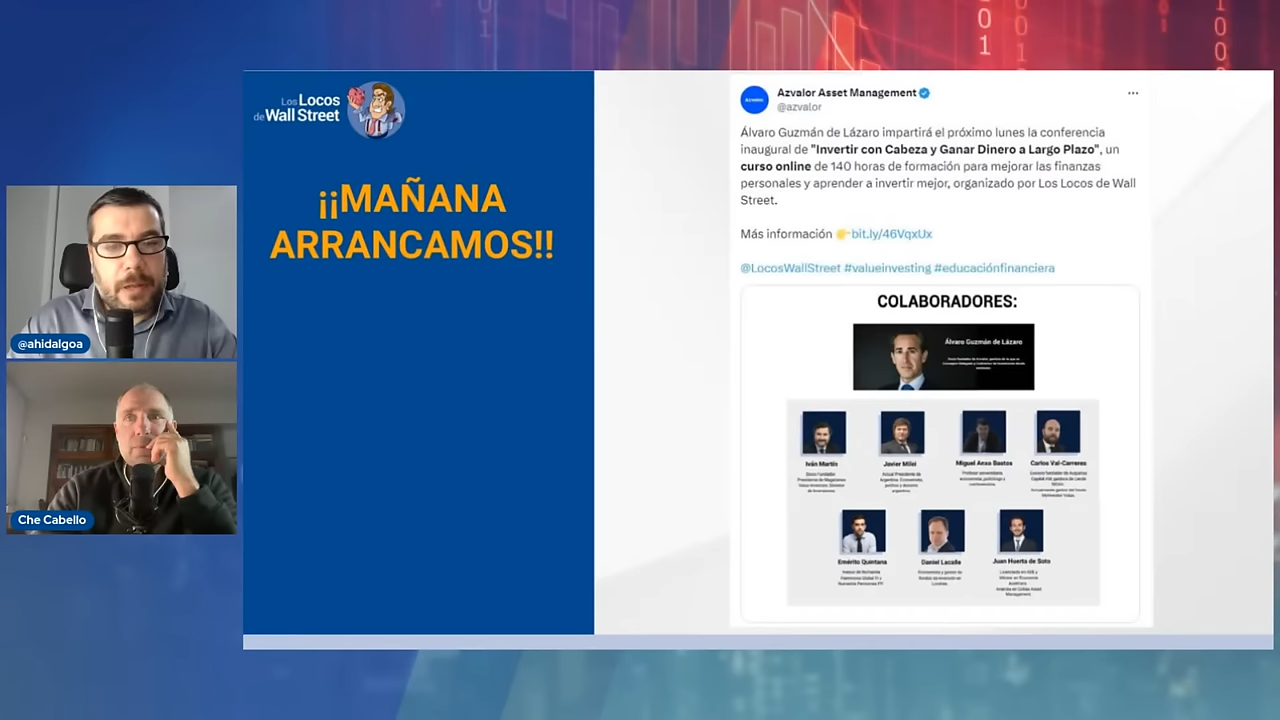 Los Locos
de Wall Street
¡¡MAÑANA
ARRANCAMOS!!
@ahidalgoa
Che Cabello
Azvalor Asset Management
@azvalor
Álvaro Guzmán de Lázaro impartirá el próximo lunes la conferencia
inaugural de "Invertir con Cabeza y Ganar Dinero a Largo Plazo", un
curso online de 140 horas de formación para mejorar las finanzas
personales y aprender a invertir mejor, organizado por Los Locos de Wall
Street.
Más información 👉 bit.ly/46VqxUx
@LocosWallStreet #valueinvesting #educaciónfinanciera
COLABORADORES:
Álvaro Guzmán de Lázaro
Iván Martín
Javier Milei
Miguel Anxo Bastos
Carlos Val-Carreres
Emérito Quintana
Daniel Lacalle
Juan Huerta de Soto